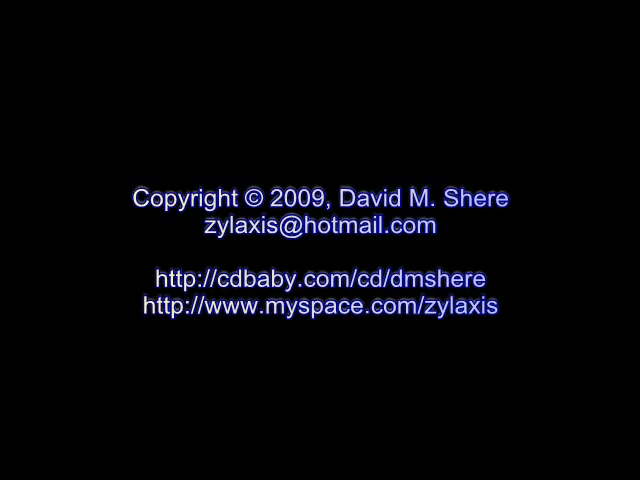 Copyright © 2009, David M. Shere
zylaxis@hotmail.com
http://cdbaby.com/cd/dmshere
http://www.myspace.com/zylaxis